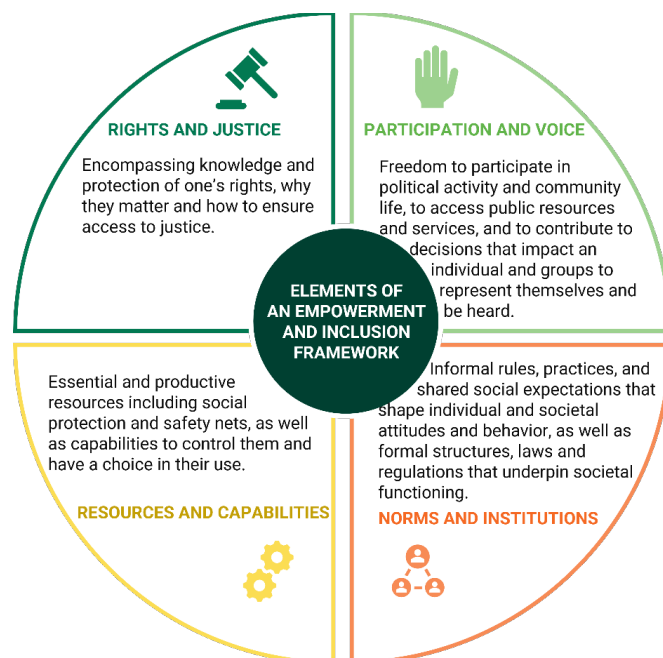 RIGHTS AND JUSTICE
Encompassing knowledge and
protection of one's rights, why
they matter and how to ensure
access to justice.
PARTICIPATION AND VOICE
Freedom to participate in
political activity and community
life, to access public resources
and services, and to contribute to
decisions that impact an
individual and groups to
represent themselves and
be heard.
ELEMENTS OF
AN EMPOWERMENT
AND INCLUSION
FRAMEWORK
Essential and productive
resources including social
protection and safety nets, as well
as capabilities to control them and
have a choice in their use.
RESOURCES AND CAPABILITIES
Informal rules, practices, and
shared social expectations that
shape individual and societal
attitudes and behavior, as well as
formal structures, laws and
regulations that underpin societal
functioning.
NORMS AND INSTITUTIONS